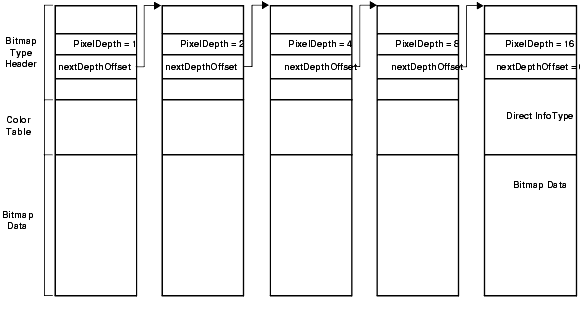 Bitmap
Type
Header
PixelDepth = 1
PixelDepth = 2
PixelDepth = 4
PixelDepth = 8
PixelDepth = 16
nextDepthOffset
nextDepthOffset
nextDepthOffset
nextDepthOffset
nextDepthOffset =
Color
Table
Direct InfoType
Bitmap Data
Bitmap
Data